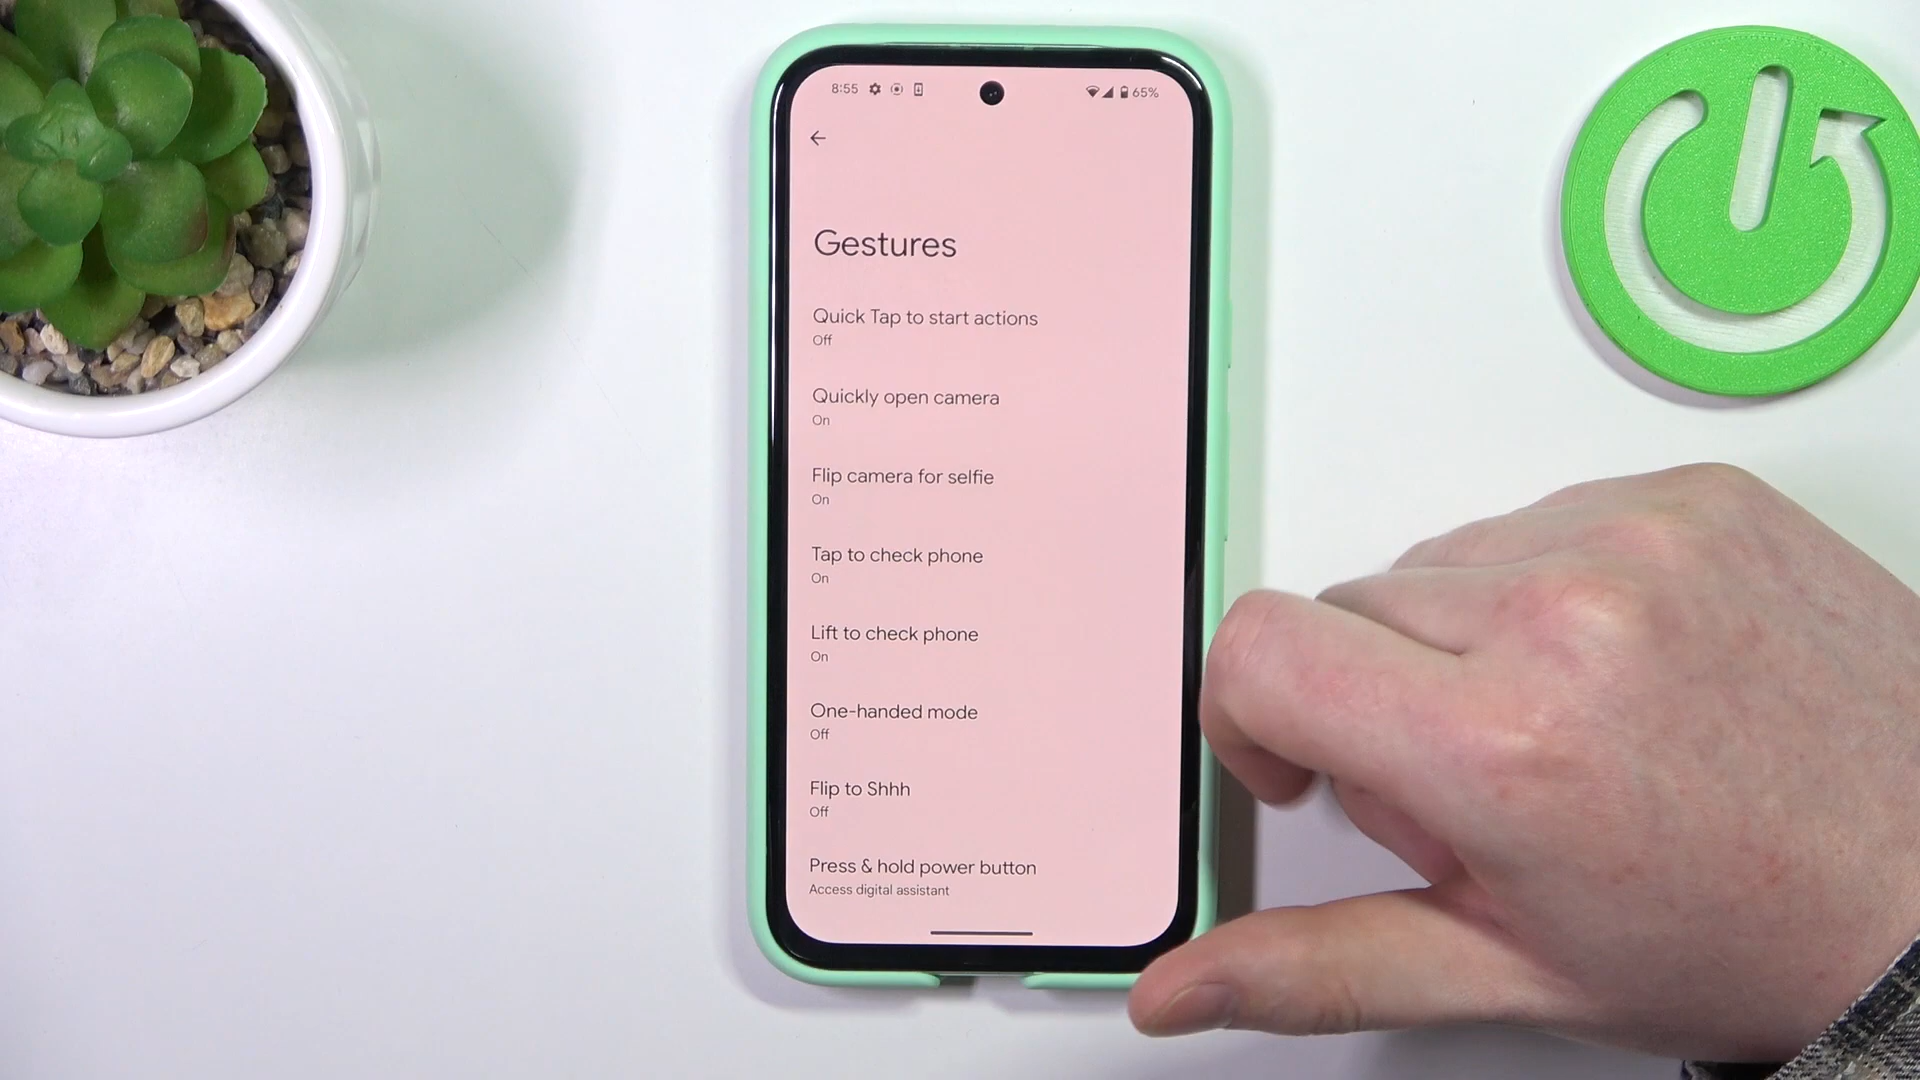 8:55 65%
Gestures
Quick Tap to start actions
Off
Quickly open camera
On
Flip camera for selfie
On
Tap to check phone
On
Lift to check phone
On
One-handed mode
Off
Flip to Shhh
Off
Press & hold power button
Access digital assistant